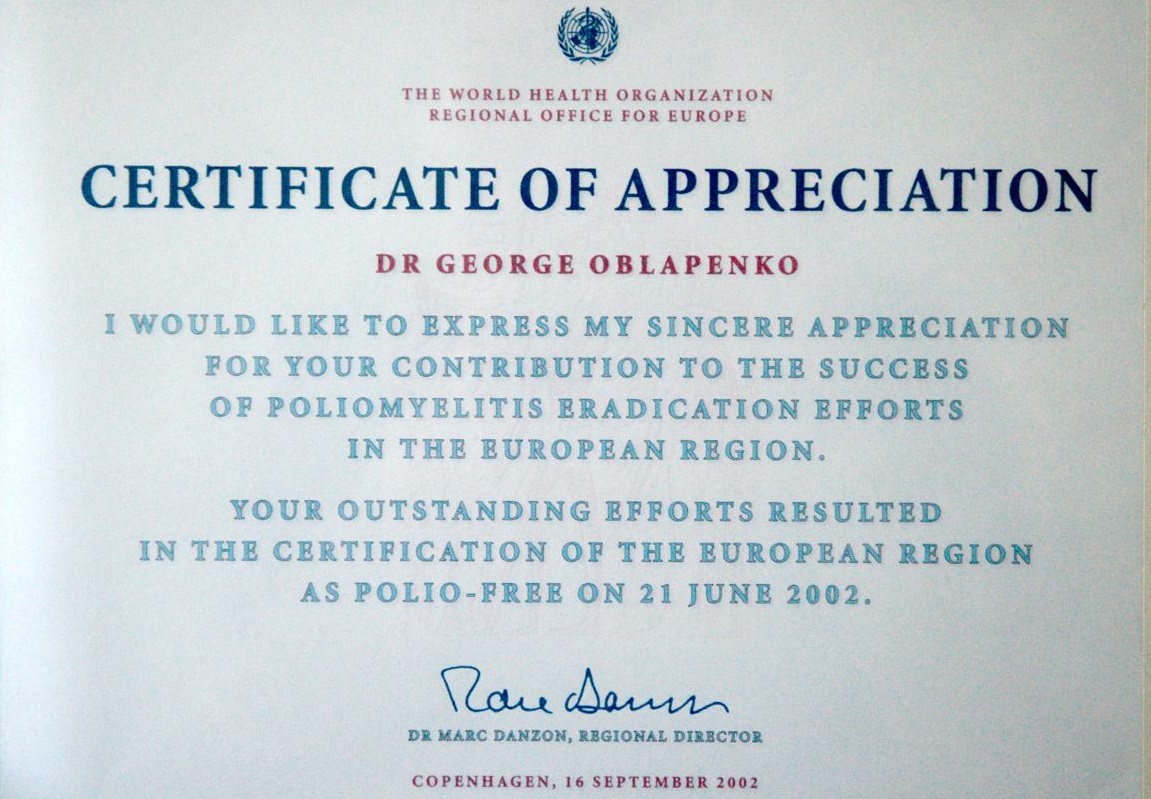 THE WORLD HEALTH ORGANIZATION
REGIONAL OFFICE FOR EUROPE
CERTIFICATE OF APPRECIATION
DR GEORGE OBLAPENKO
I WOULD LIKE TO EXPRESS MY SINCERE APPRECIATION
FOR YOUR CONTRIBUTION TO THE SUCCESS
OF POLIOMYELITIS ERADICATION EFFORTS
IN THE EUROPEAN REGION.
YOUR OUTSTANDING EFFORTS RESULTED
IN THE CERTIFICATION OF THE EUROPEAN REGION
AS POLIO-FREE ON 21 JUNE 2002.
Marc Danzon
DR MARC DANZON, REGIONAL DIRECTOR
COPENHAGEN, 16 SEPTEMBER 2002